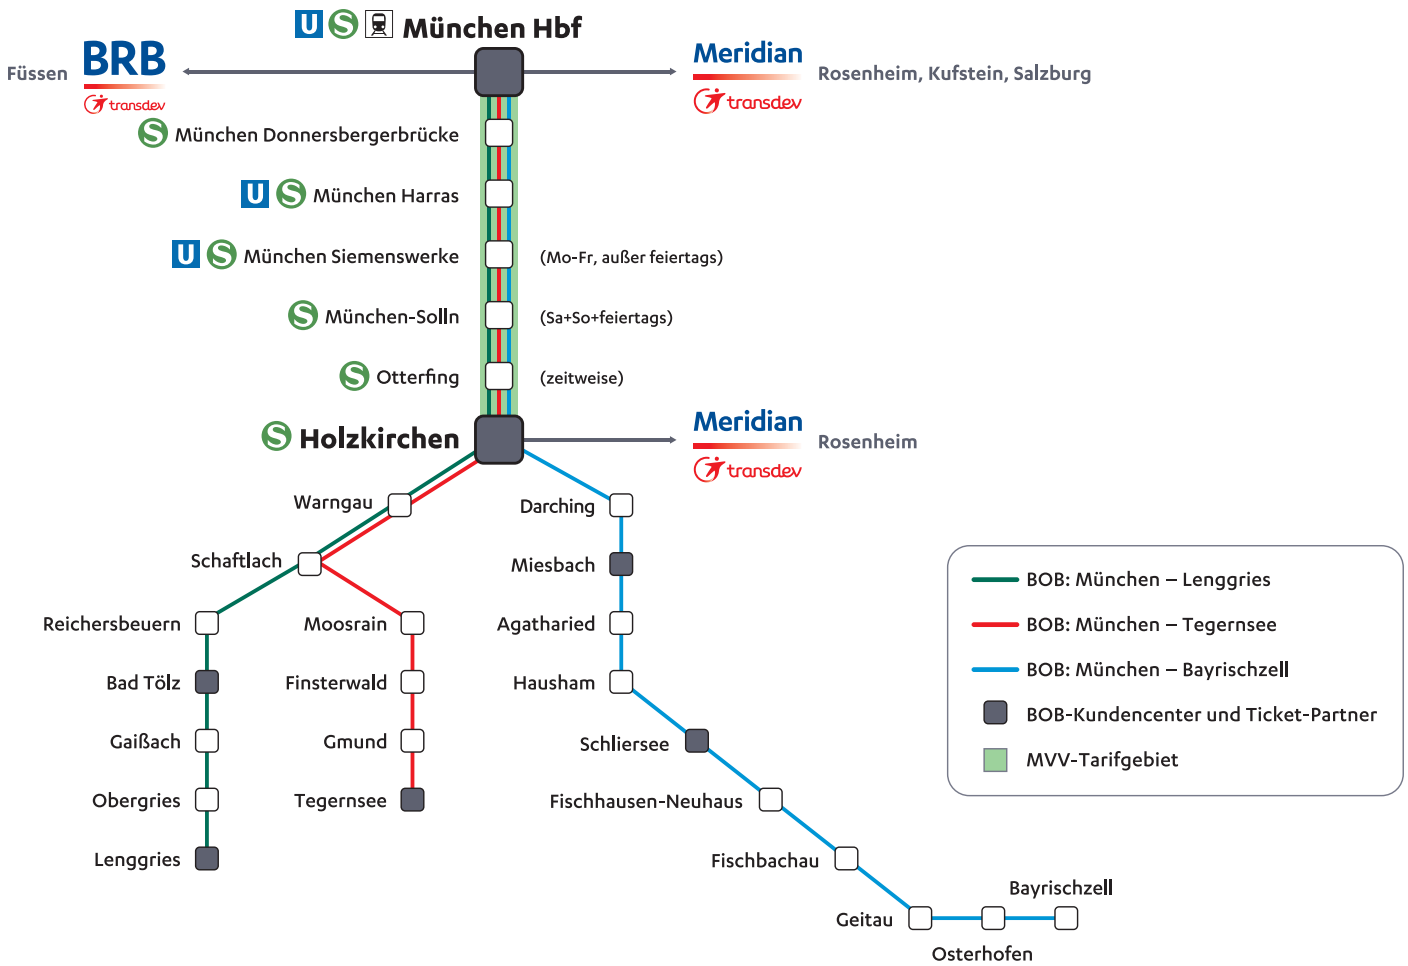 U S München Hbf
Füssen
BRB
transdev
Meridian
transdev
Rosenheim, Kufstein, Salzburg
S München Donnersbergerbrücke
U S München Harras
U S München Siemenswerke (Mo-Fr, außer feiertags)
S München-Solln (Sa+So+feiertags)
S Otterfing (zeitweise)
S Holzkirchen
Meridian
transdev
Rosenheim
Warngau
Schaftlach
Reichersbeuern
Bad Tölz
Gaißach
Obergries
Lenggries
Moosrain
Finsterwald
Gmund
Tegernsee
Darching
Miesbach
Agatharied
Hausham
Schliersee
Fischhausen-Neuhaus
Fischbachau
Geitau
Osterhofen
Bayrischzell
BOB: München – Lenggries
BOB: München – Tegernsee
BOB: München – Bayrischzell
BOB-Kundencenter und Ticket-Partner
MVV-Tarifgebiet